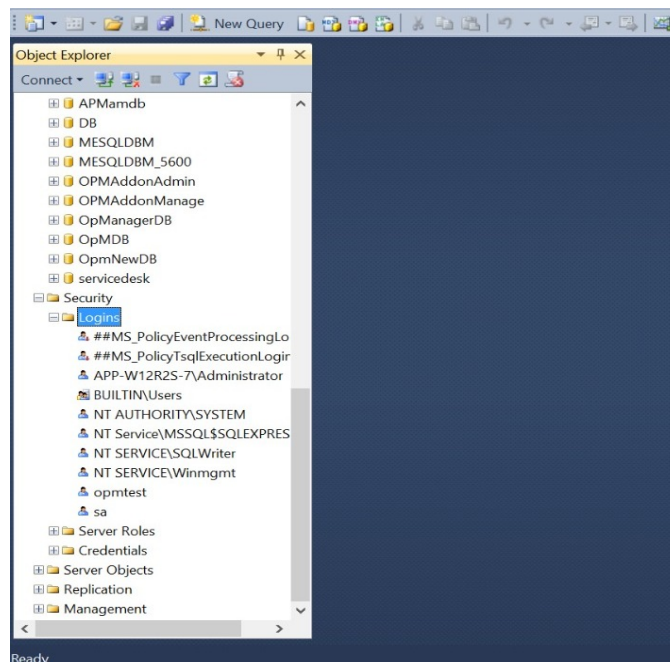 New Query
Object Explorer
Connect
APMamdb
DB
MESQLDBM
MESQLDBM_5600
OPMAddonAdmin
OPMAddonManage
OpManagerDB
OpMDB
OpmNewDB
servicedesk
Security
Logins
##MS_PolicyEventProcessingLo
##MS_PolicyTsqlExecutionLogin
APP-W12R2S-7\Administrator
BUILTIN\Users
NT AUTHORITY\SYSTEM
NT Service\MSSQL$SQLEXPRES
NT SERVICE\SQLWriter
NT SERVICE\Winmgmt
opmtest
sa
Server Roles
Credentials
Server Objects
Replication
Management
Ready